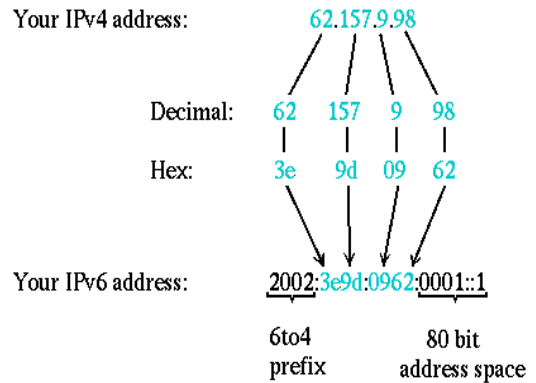 Your IPv4 address: 62.157.9.98
Decimal: 62 157 9 98
Hex: 3e 9d 09 62
Your IPv6 address: 2002:3e9d:0962:0001::1
6to4 80 bit
prefix address space